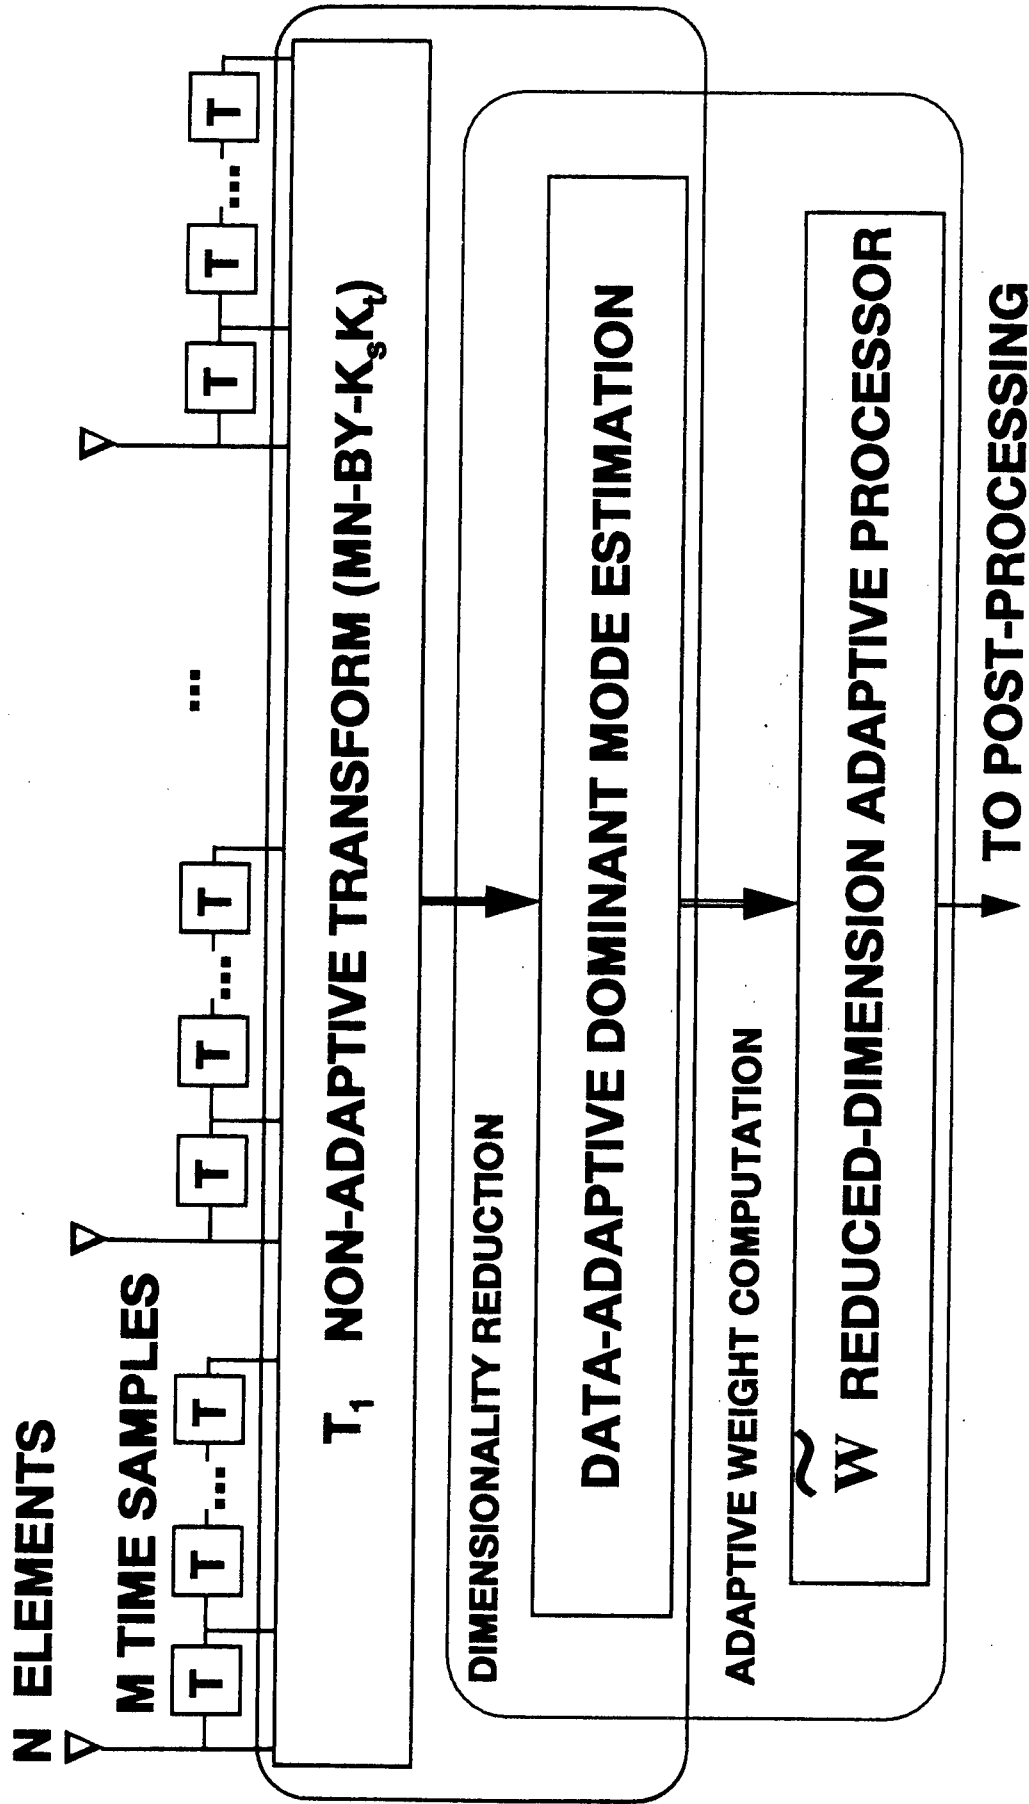 N ELEMENTS
M TIME SAMPLES
T T ... T T T ... T ... T T ... T
T₁ NON-ADAPTIVE TRANSFORM (MN-BY-KₛKₜ)
DIMENSIONALITY REDUCTION
DATA-ADAPTIVE DOMINANT MODE ESTIMATION
ADAPTIVE WEIGHT COMPUTATION
W̃ REDUCED-DIMENSION ADAPTIVE PROCESSOR
TO POST-PROCESSING